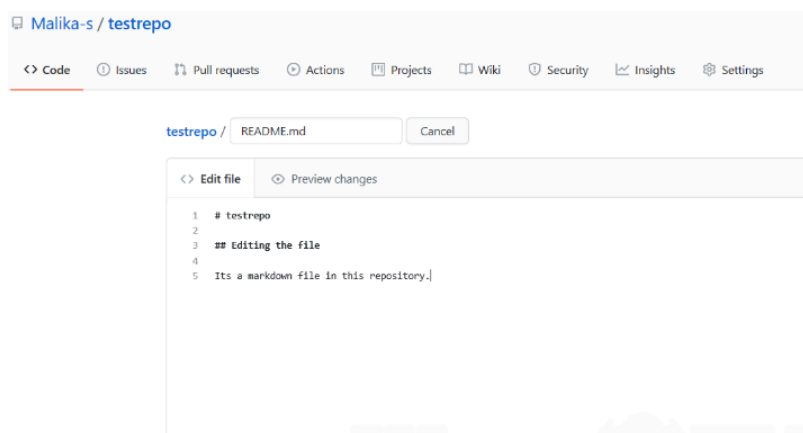 Malika-s / testrepo
<> Code Issues Pull requests Actions Projects Wiki Security Insights Settings
testrepo / README.md Cancel
<> Edit file Preview changes
1 # testrepo
2
3 ## Editing the file
4
5 Its a markdown file in this repository.